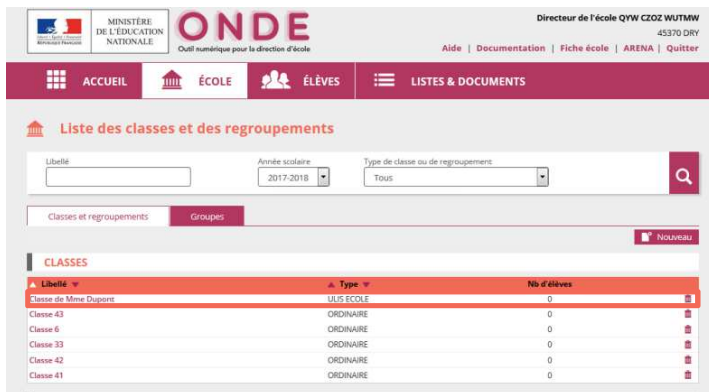 MINISTÈRE
DE L'ÉDUCATION
NATIONALE
ONDE
Outil numérique pour la direction d'école
Directeur de l'école QYW CZOZ WUTMW
45370 DRY
Aide | Documentation | Fiche école | ARENA | Quitter
ACCUEIL ÉCOLE ÉLÈVES LISTES & DOCUMENTS
Liste des classes et des regroupements
Libellé Année scolaire Type de classe ou de regroupement
2017-2018 Tous
Classes et regroupements Groupes
Nouveau
CLASSES
Libellé Type Nb d'élèves
Classe de Mme Dupont ULIS ECOLE 0
Classe 43 ORDINAIRE 0
Classe 6 ORDINAIRE 0
Classe 33 ORDINAIRE 0
Classe 42 ORDINAIRE 0
Classe 41 ORDINAIRE 0